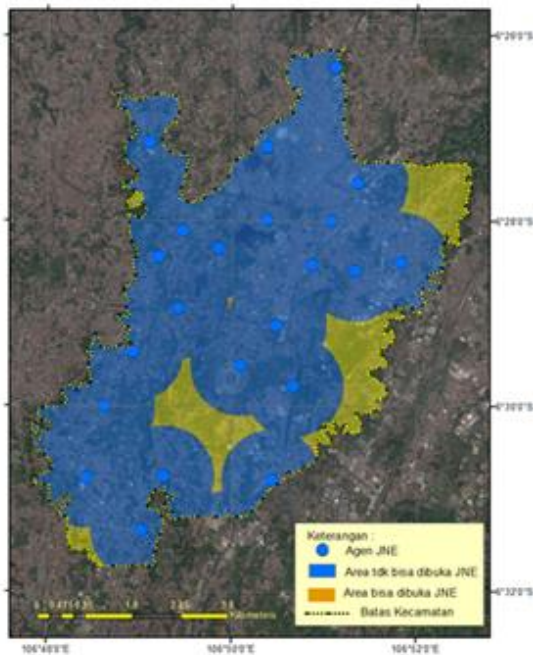 6°26'0"S
6°28'0"S
6°30'0"S
6°32'0"S
Keterangan :
Agen JNE
Area tdk bisa dibuka JNE
Area bisa dibuka JNE
Batas Kecamatan
Kilometers
106°48'0"E
106°50'0"E
106°52'0"E